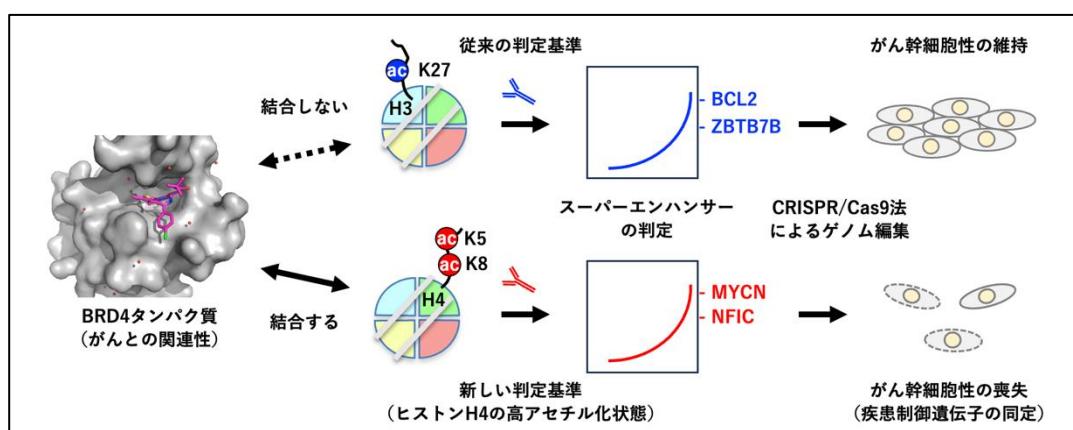 従来の判定基準
がん幹細胞性の維持
ac
K27
H3
結合しない
BCL2
ZBTB7B
スーパーエンハンサー
の判定
CRISPR/Cas9法
によるゲノム編集
BRD4タンパク質
（がんとの関連性）
結合する
ac
K5
ac
K8
H4
MYCN
NFIC
新しい判定基準
（ヒストンH4の高アセチル化状態）
がん幹細胞性の喪失
（疾患制御遺伝子の同定）